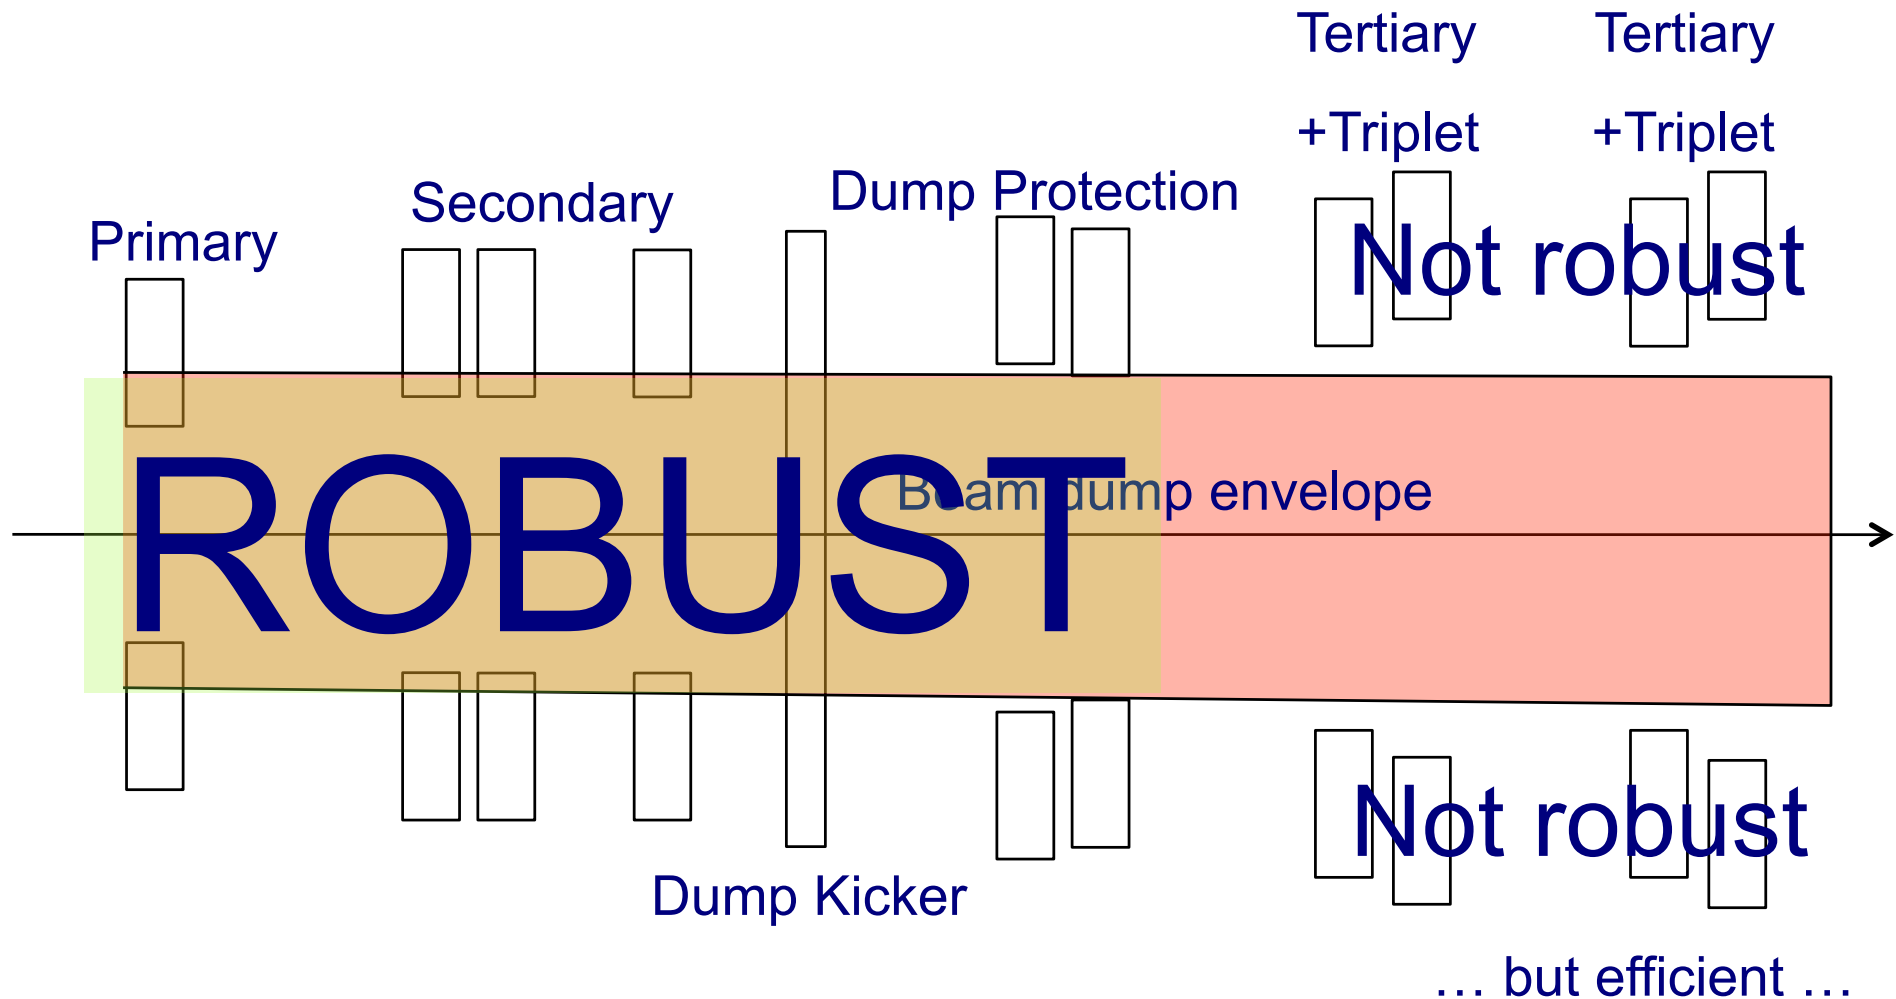 Tertiary
+Triplet
Tertiary
+Triplet
Dump Protection
Secondary
Primary
Not robust
ROBUST
Beam dump envelope
Not robust
Dump Kicker
… but efficient …